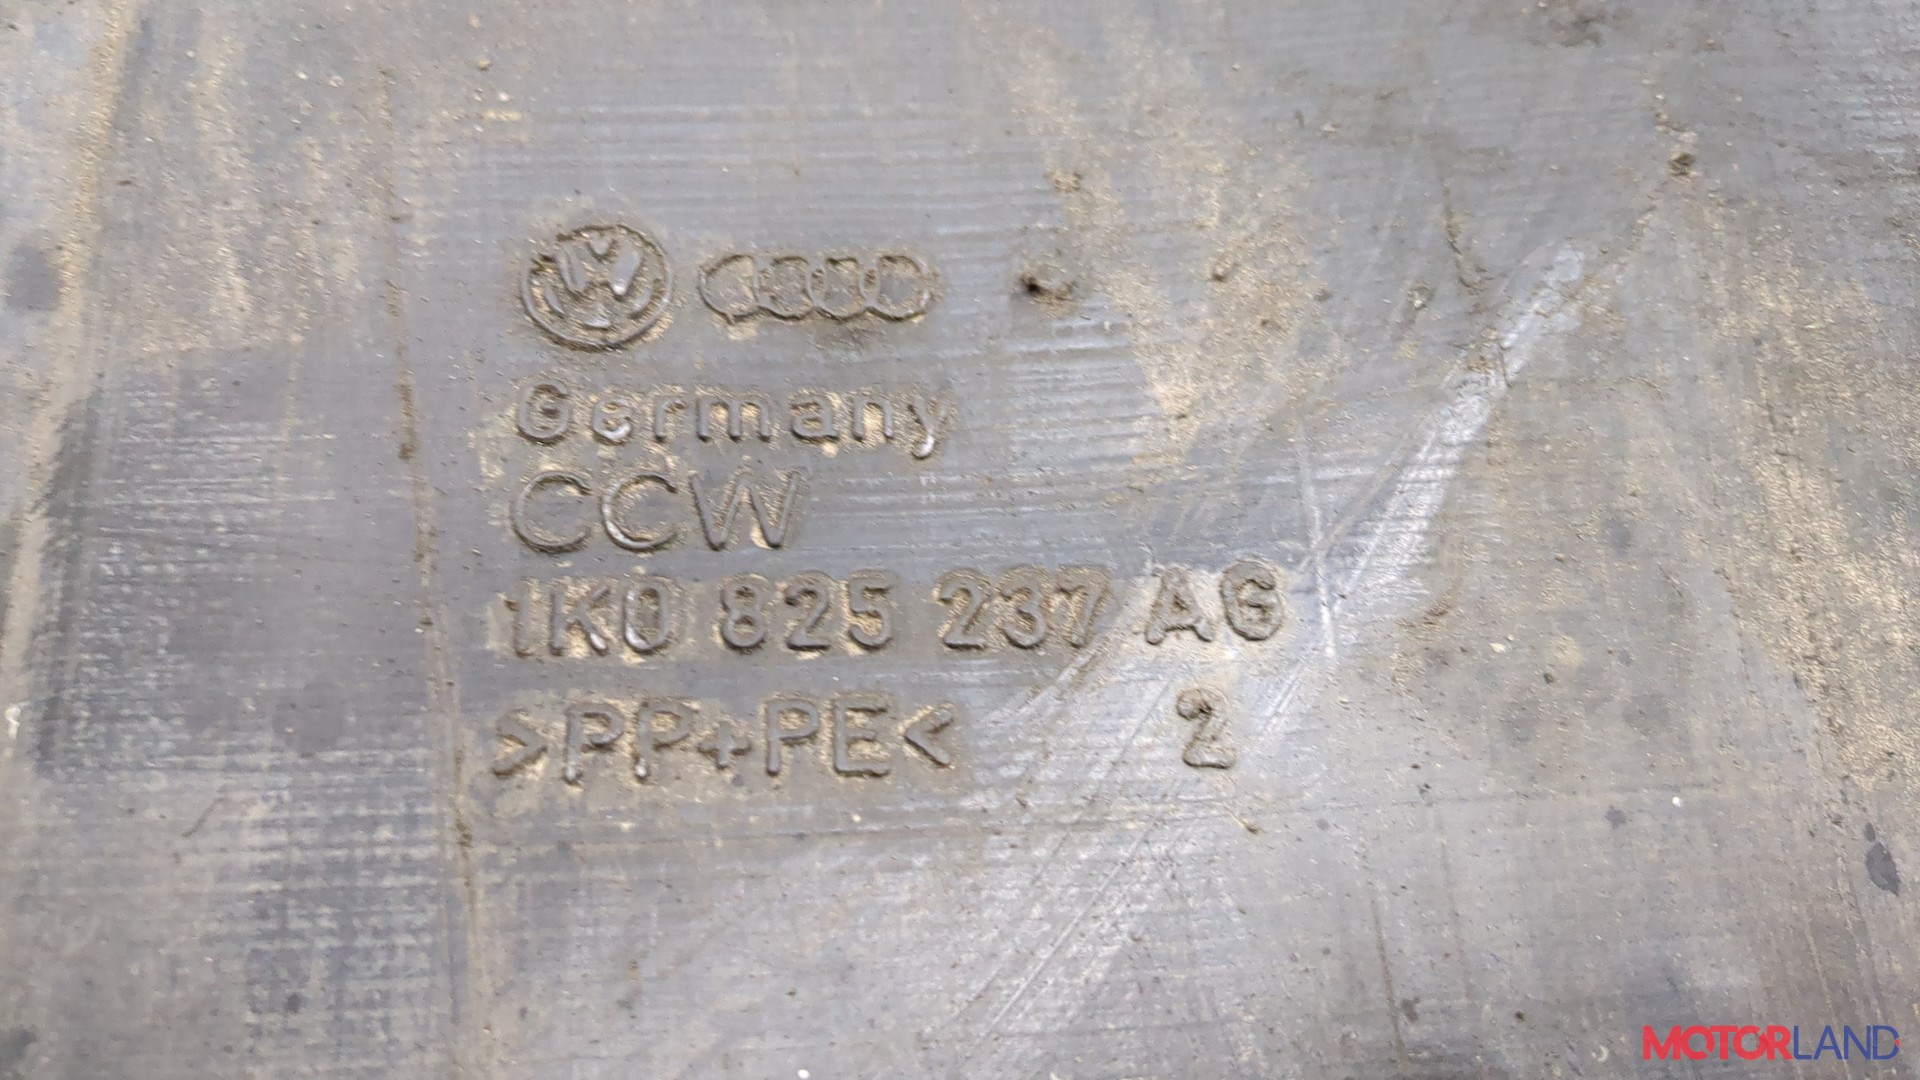 Germany
CCW
1K0 825 237 AG
>PP+PE< 2
MOTORLAND